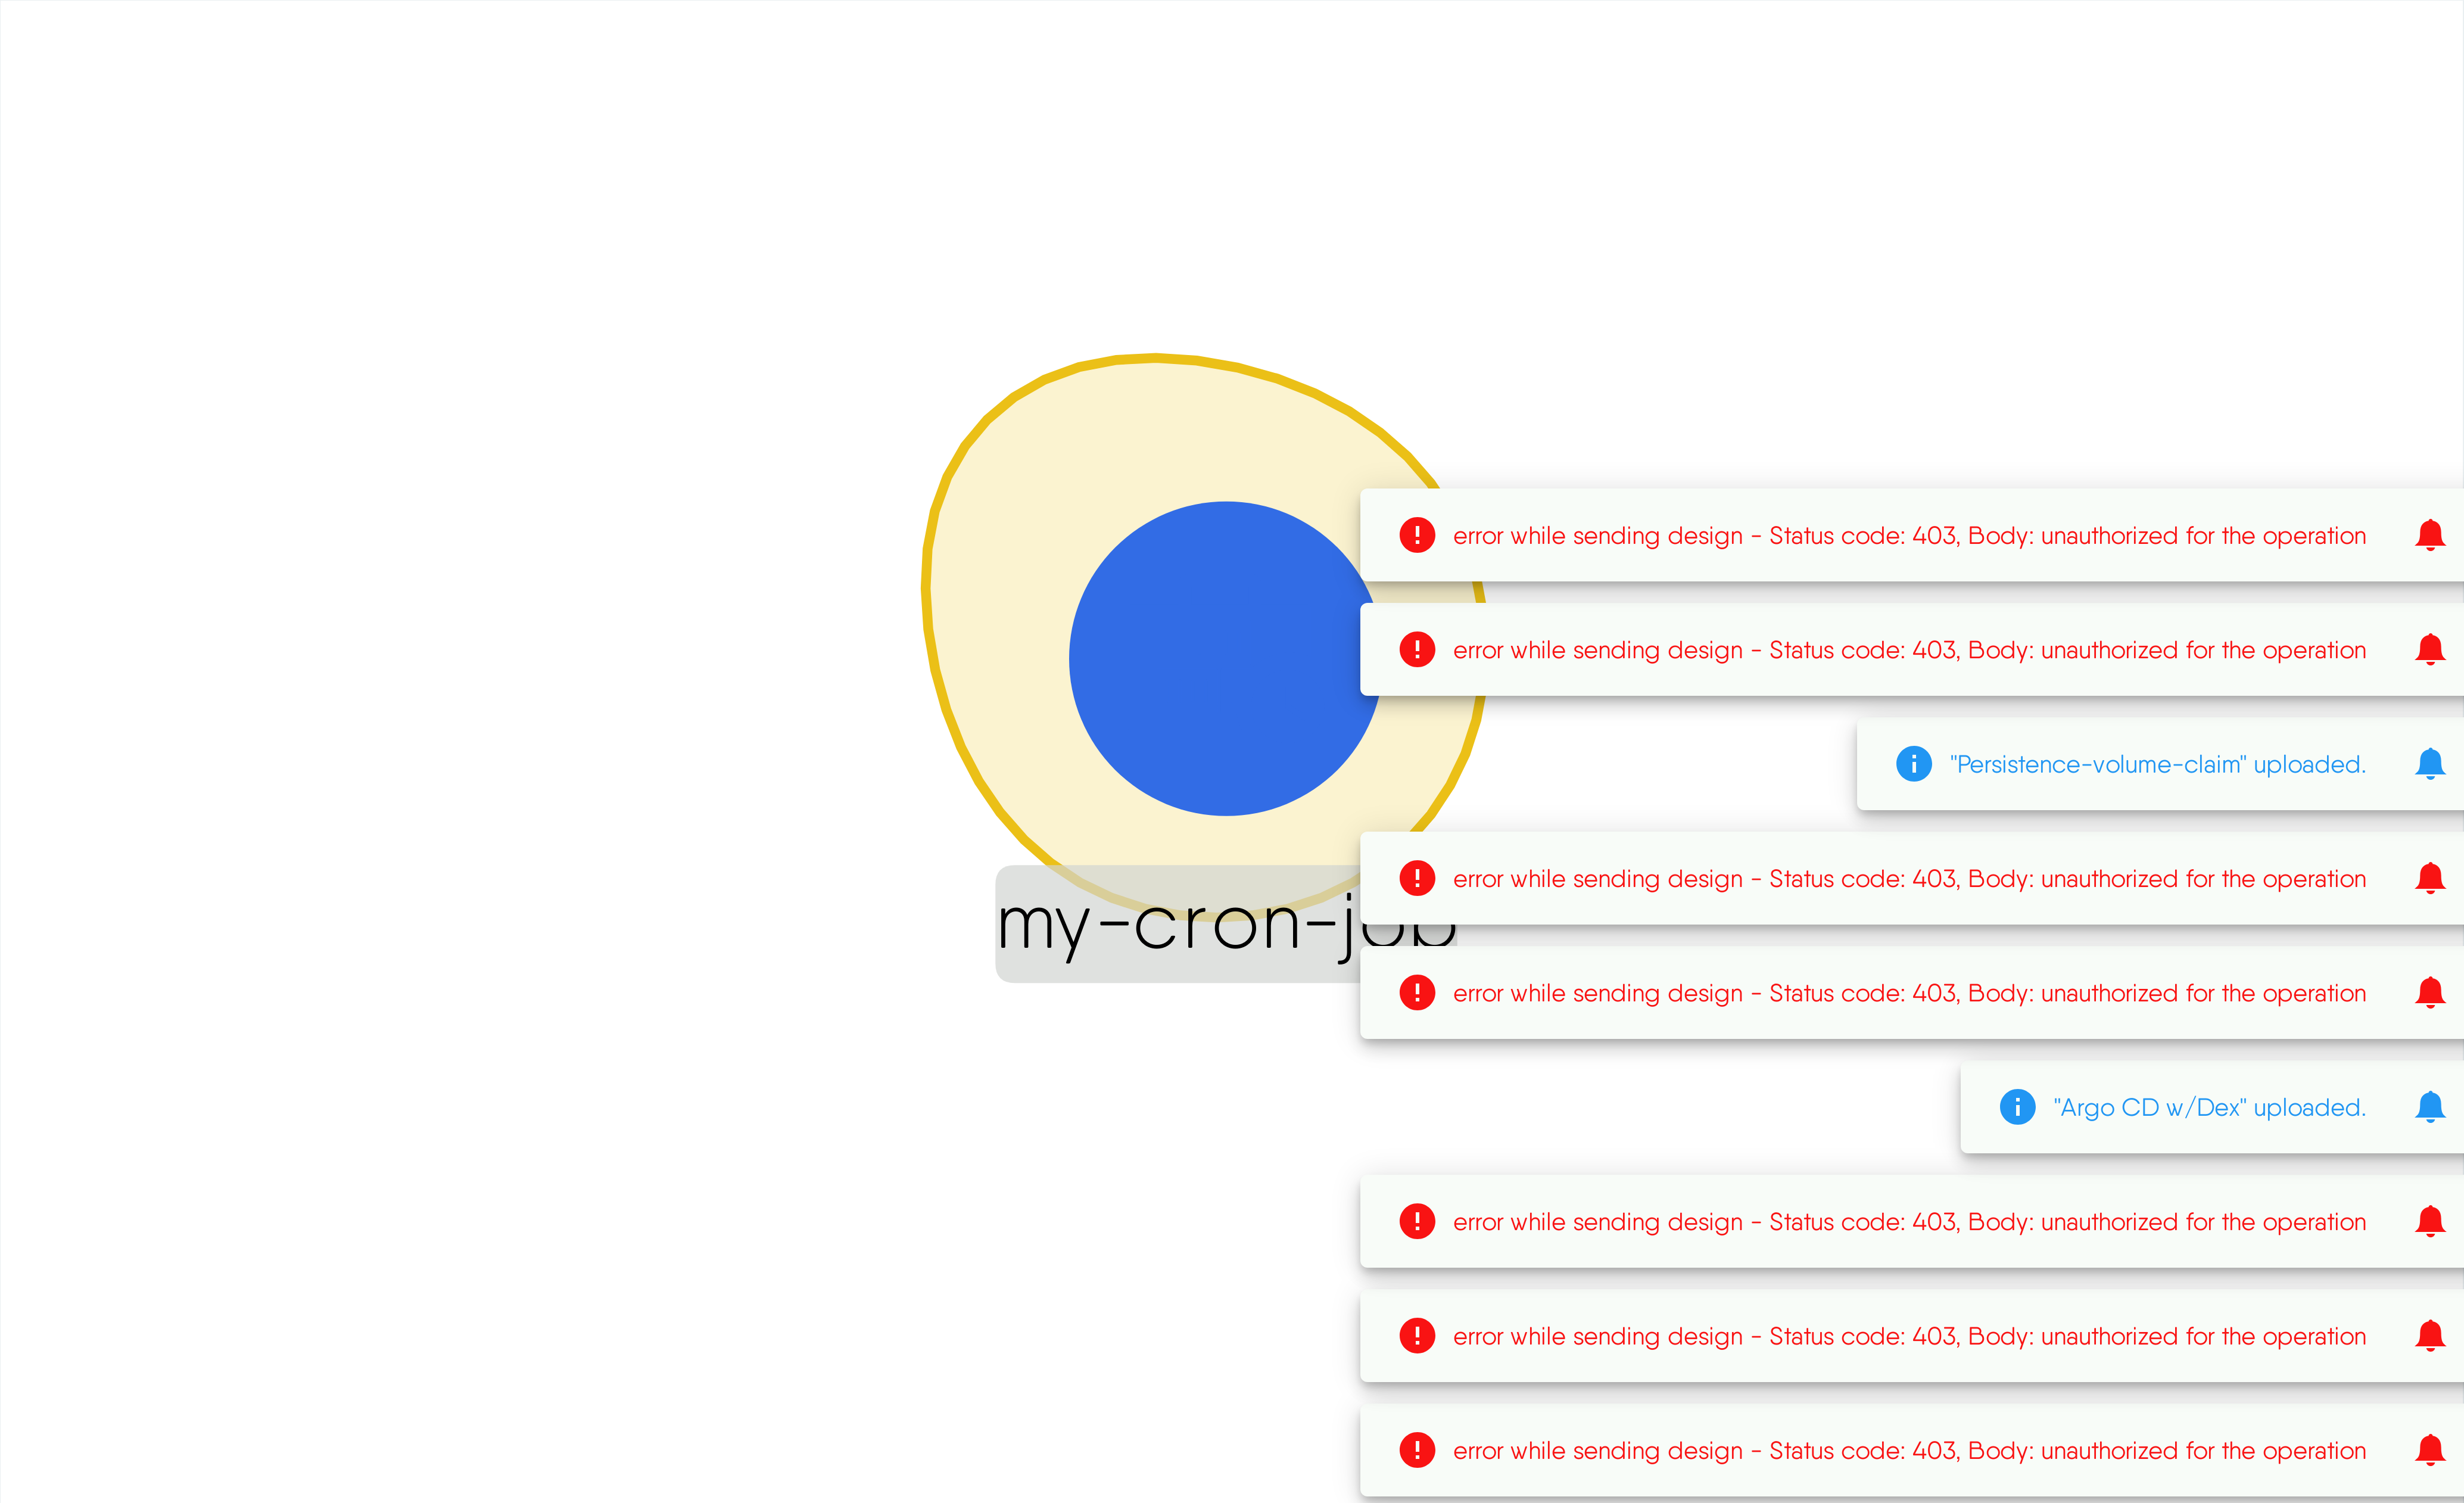 error while sending design - Status code: 403, Body: unauthorized for the operation
error while sending design - Status code: 403, Body: unauthorized for the operation
"Persistence-volume-claim" uploaded.
error while sending design - Status code: 403, Body: unauthorized for the operation
my-cron-job
error while sending design - Status code: 403, Body: unauthorized for the operation
"Argo CD w/Dex" uploaded.
error while sending design - Status code: 403, Body: unauthorized for the operation
error while sending design - Status code: 403, Body: unauthorized for the operation
error while sending design - Status code: 403, Body: unauthorized for the operation